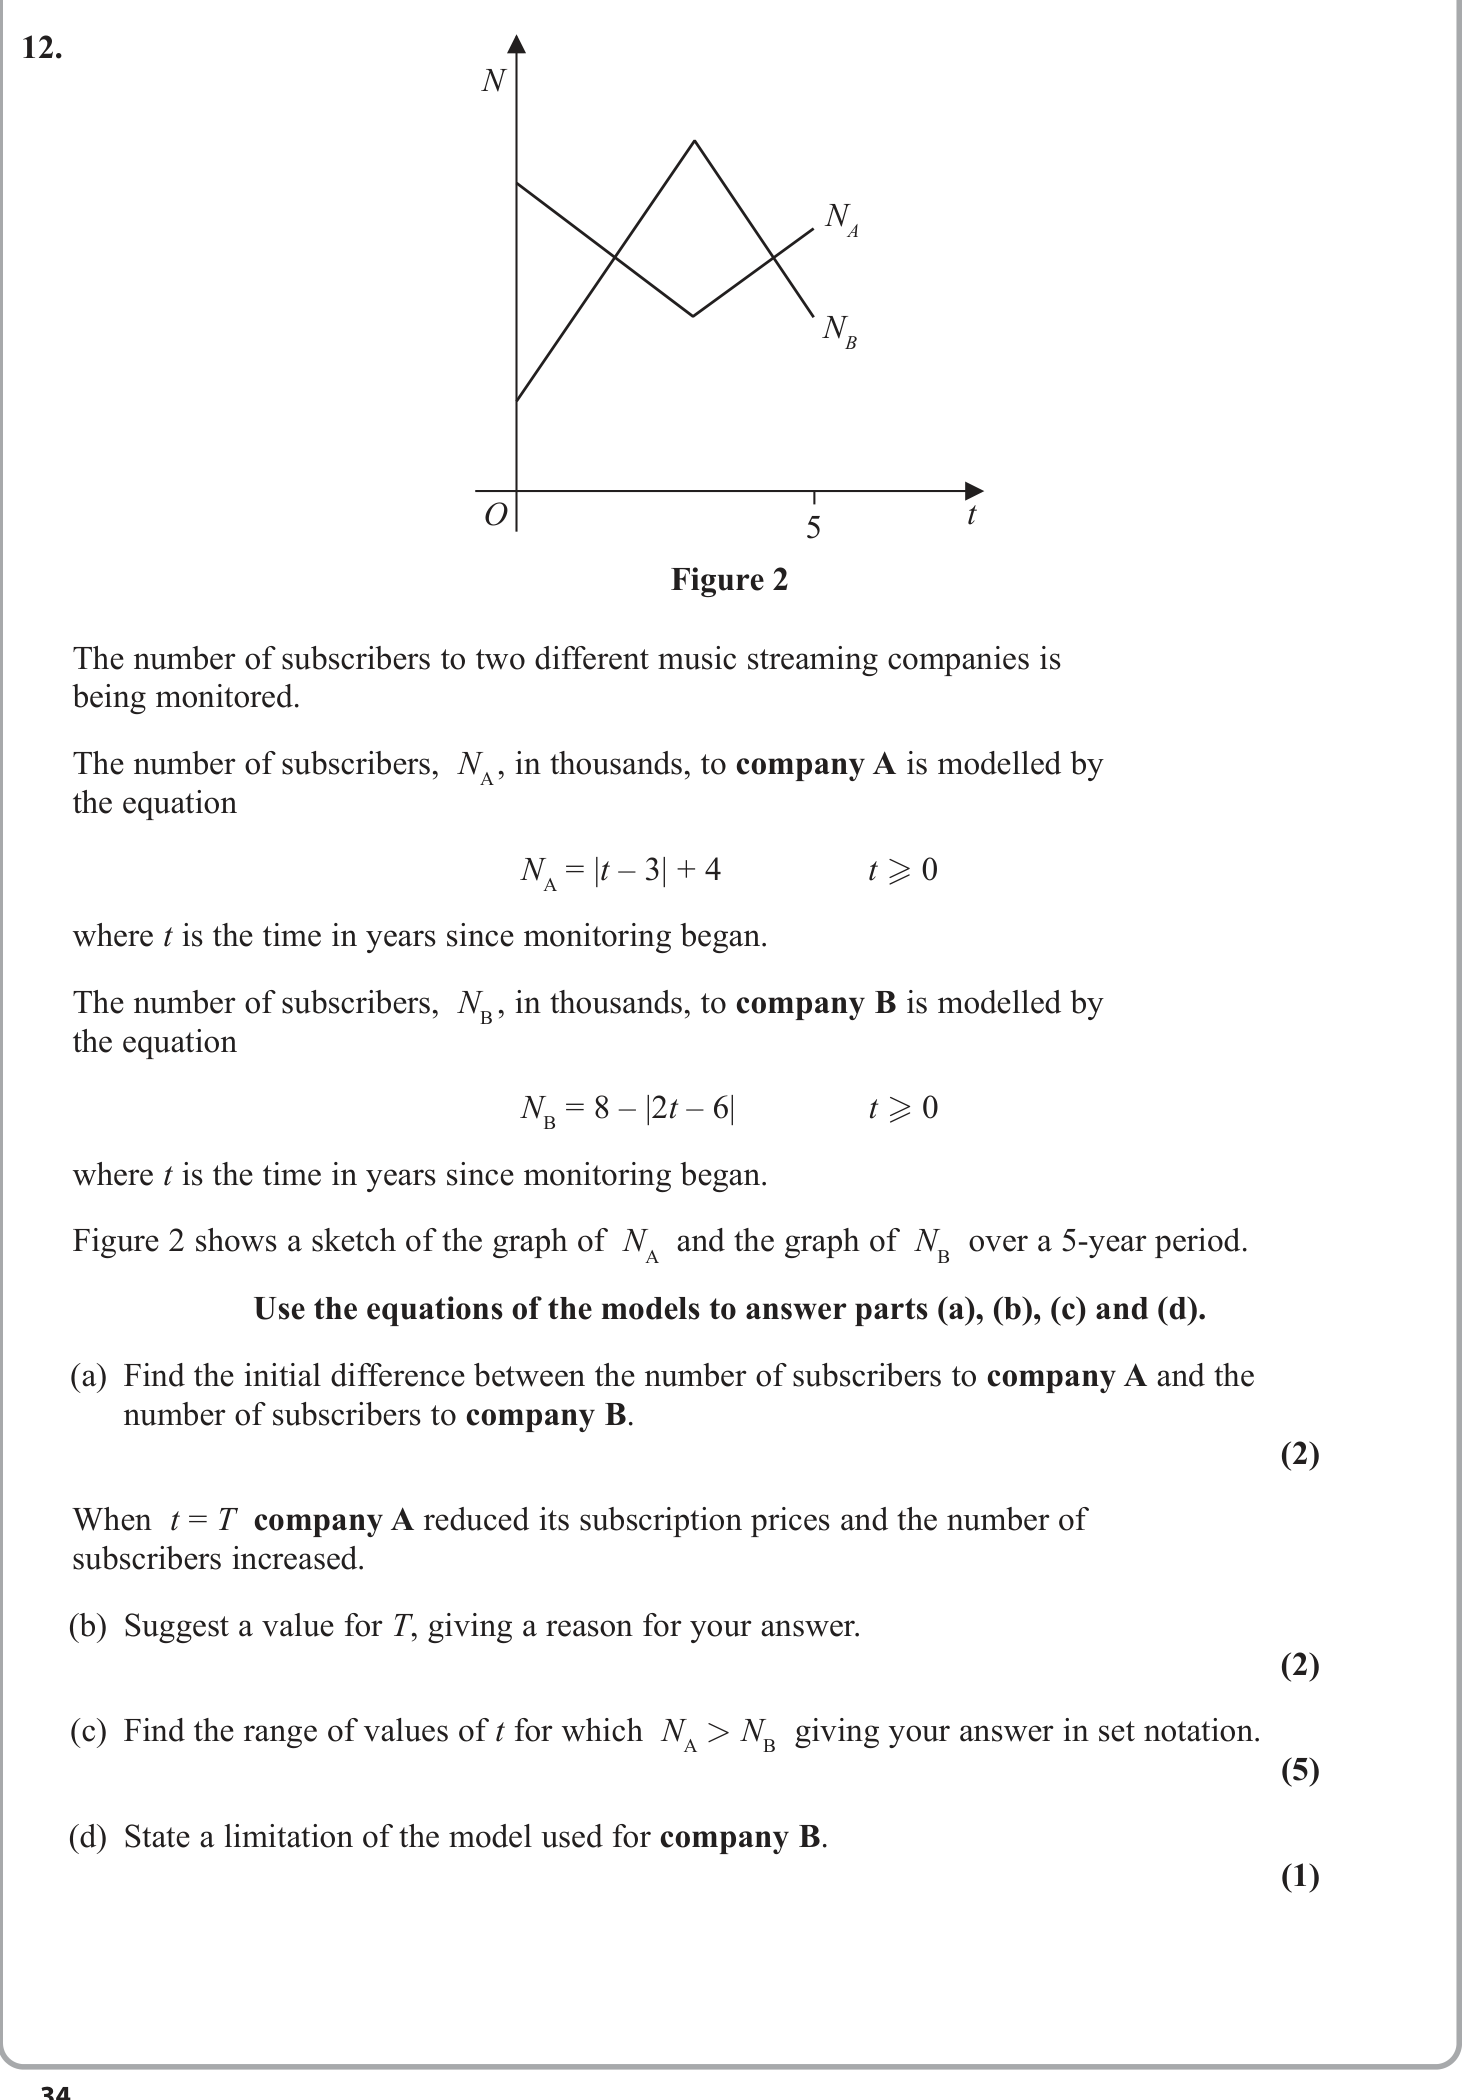 12.
N
N_A
N_B
O
5
t
Figure 2
The number of subscribers to two different music streaming companies is
being monitored.
The number of subscribers, N_A, in thousands, to company A is modelled by
the equation
N_A = |t – 3| + 4 t ⩾ 0
where t is the time in years since monitoring began.
The number of subscribers, N_B, in thousands, to company B is modelled by
the equation
N_B = 8 – |2t – 6| t ⩾ 0
where t is the time in years since monitoring began.
Figure 2 shows a sketch of the graph of N_A and the graph of N_B over a 5-year period.
Use the equations of the models to answer parts (a), (b), (c) and (d).
(a) Find the initial difference between the number of subscribers to company A and the
number of subscribers to company B.
(2)
When t = T company A reduced its subscription prices and the number of
subscribers increased.
(b) Suggest a value for T, giving a reason for your answer.
(2)
(c) Find the range of values of t for which N_A > N_B giving your answer in set notation.
(5)
(d) State a limitation of the model used for company B.
(1)
34